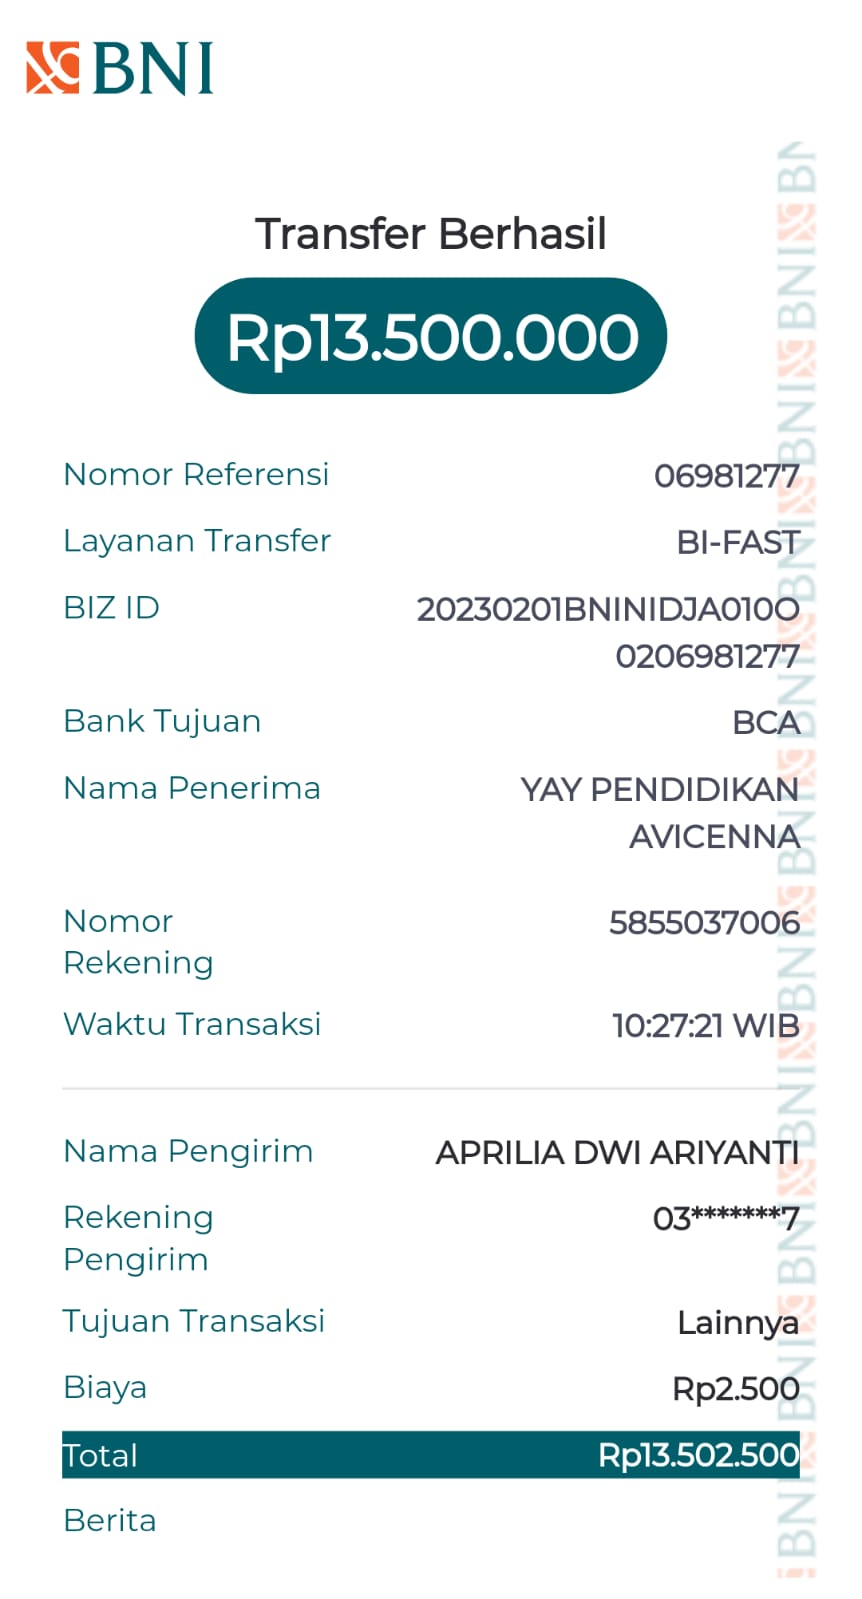 BNI
Transfer Berhasil
Rp13.500.000
Nomor Referensi 06981277
Layanan Transfer BI-FAST
BIZ ID 20230201BNINIDJA010O
0206981277
Bank Tujuan BCA
Nama Penerima YAY PENDIDIKAN
AVICENNA
Nomor 5855037006
Rekening
Waktu Transaksi 10:27:21 WIB
Nama Pengirim APRILIA DWI ARIYANTI
Rekening 03*******7
Pengirim
Tujuan Transaksi Lainnya
Biaya Rp2.500
Total Rp13.502.500
Berita
BNI BNI BNI BNI BNI BNI BNI BNI BNI BNI BN